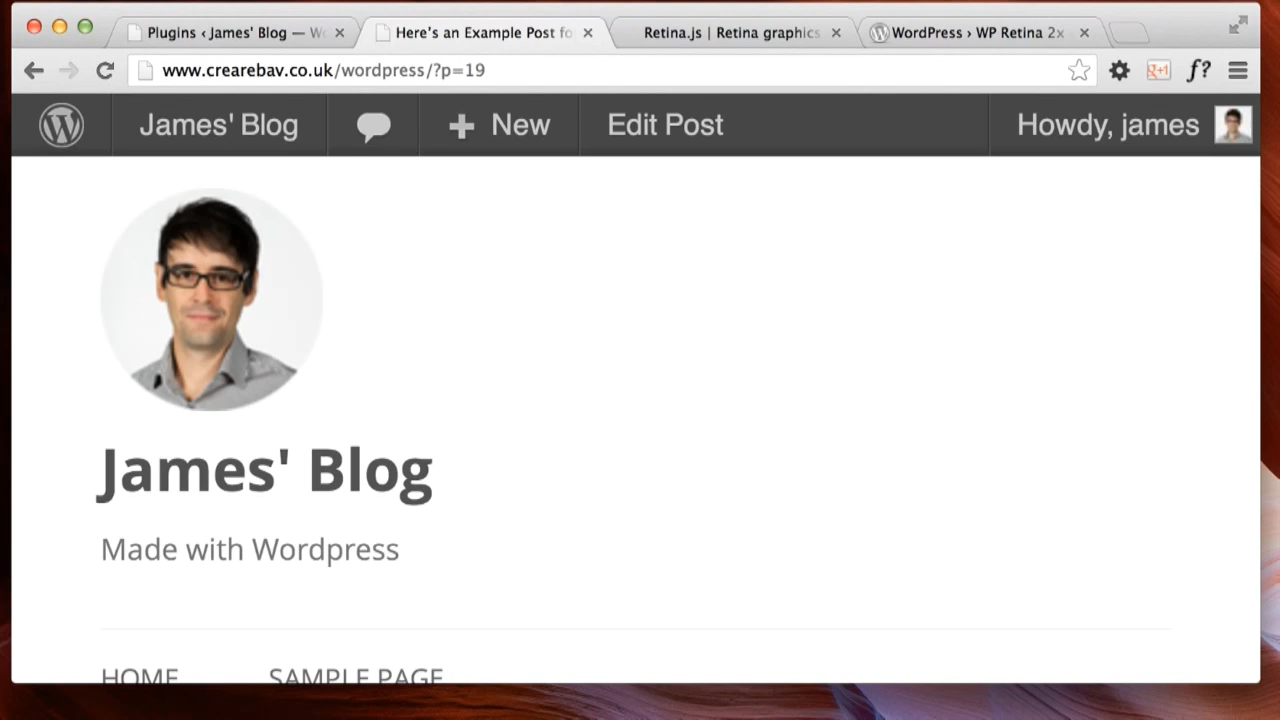 Plugins ‹ James' Blog — W
Here's an Example Post fo
Retina.js | Retina graphics
WordPress › WP Retina 2x
www.crearebav.co.uk/wordpress/?p=19
g+1
f?
James' Blog
New
Edit Post
Howdy, james
James' Blog
Made with Wordpress
HOME
SAMPLE PAGE